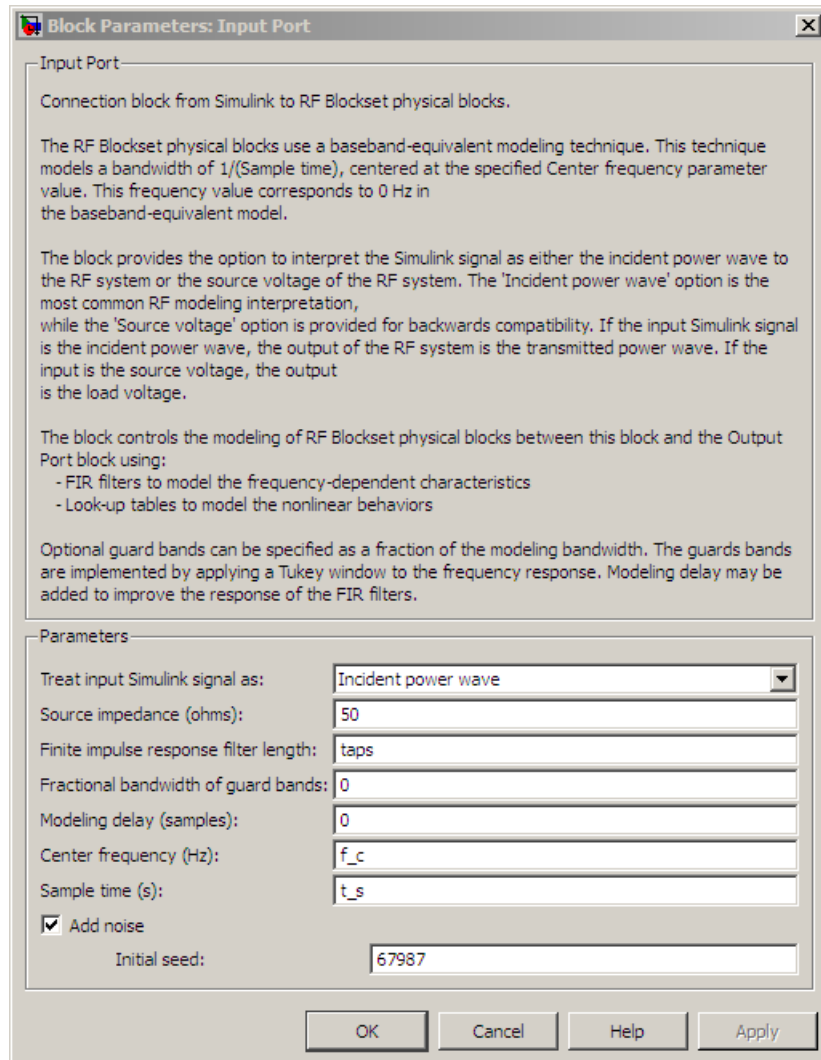 Block Parameters: Input Port
Input Port
Connection block from Simulink to RF Blockset physical blocks.
The RF Blockset physical blocks use a baseband-equivalent modeling technique. This technique
models a bandwidth of 1/(Sample time), centered at the specified Center frequency parameter
value. This frequency value corresponds to 0 Hz in
the baseband-equivalent model.
The block provides the option to interpret the Simulink signal as either the incident power wave to
the RF system or the source voltage of the RF system. The 'Incident power wave' option is the
most common RF modeling interpretation,
while the 'Source voltage' option is provided for backwards compatibility. If the input Simulink signal
is the incident power wave, the output of the RF system is the transmitted power wave. If the
input is the source voltage, the output
is the load voltage.
The block controls the modeling of RF Blockset physical blocks between this block and the Output
Port block using:
- FIR filters to model the frequency-dependent characteristics
- Look-up tables to model the nonlinear behaviors
Optional guard bands can be specified as a fraction of the modeling bandwidth. The guards bands
are implemented by applying a Tukey window to the frequency response. Modeling delay may be
added to improve the response of the FIR filters.
Parameters
Treat input Simulink signal as: Incident power wave
Source impedance (ohms): 50
Finite impulse response filter length: taps
Fractional bandwidth of guard bands: 0
Modeling delay (samples): 0
Center frequency (Hz): f_c
Sample time (s): t_s
Add noise
Initial seed: 67987
OK Cancel Help Apply